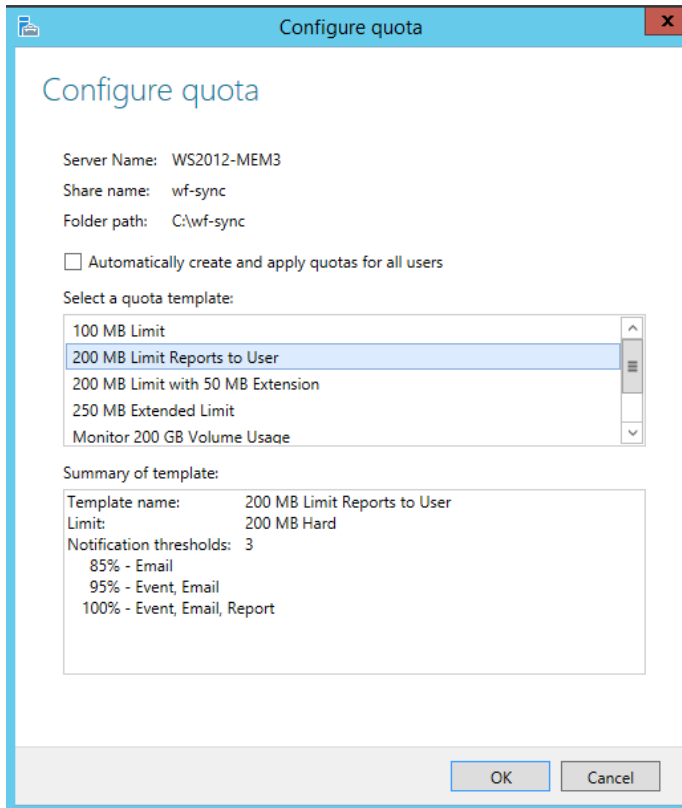 Configure quota
x
Configure quota
Server Name: WS2012-MEM3
Share name: wf-sync
Folder path: C:\wf-sync
Automatically create and apply quotas for all users
Select a quota template:
100 MB Limit
200 MB Limit Reports to User
200 MB Limit with 50 MB Extension
250 MB Extended Limit
Monitor 200 GB Volume Usage
Summary of template:
Template name: 200 MB Limit Reports to User
Limit: 200 MB Hard
Notification thresholds: 3
85% - Email
95% - Event, Email
100% - Event, Email, Report
OK Cancel